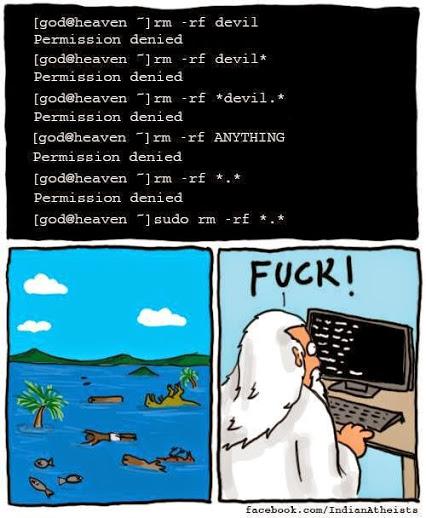 [god@heaven ~]rm -rf devil
Permission denied
[god@heaven ~]rm -rf devil*
Permission denied
[god@heaven ~]rm -rf *devil.*
Permission denied
[god@heaven ~]rm -rf ANYTHING
Permission denied
[god@heaven ~]rm -rf *.*
Permission denied
[god@heaven ~]sudo rm -rf *.*
FUCK!
facebook.com/IndianAtheists